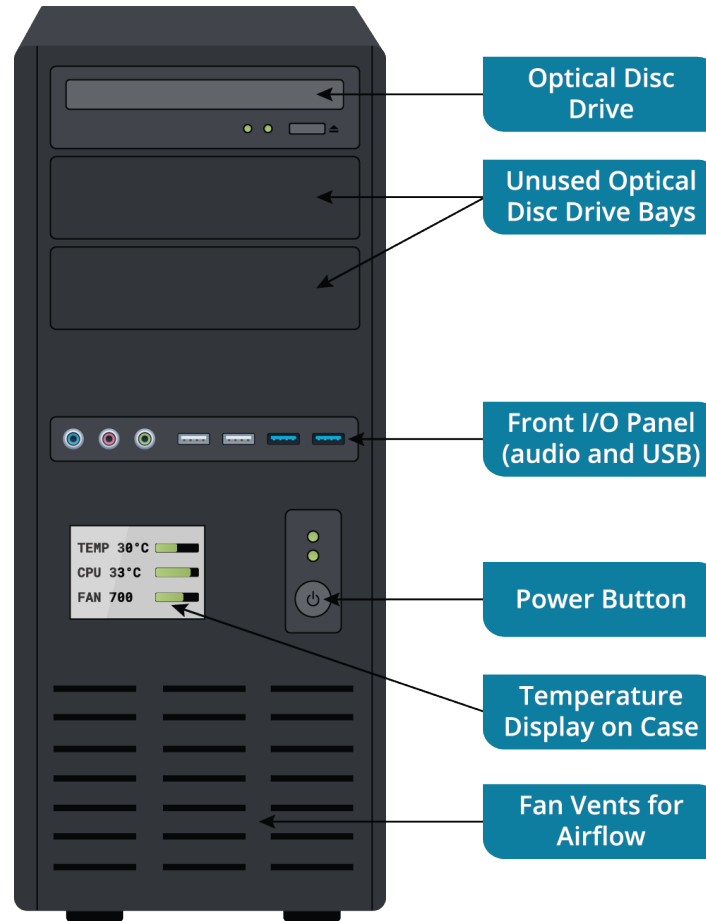 Optical Disc
Drive
Unused Optical
Disc Drive Bays
Front I/O Panel
(audio and USB)
TEMP 30°C
CPU 33°C
FAN 700
Power Button
Temperature
Display on Case
Fan Vents for
Airflow